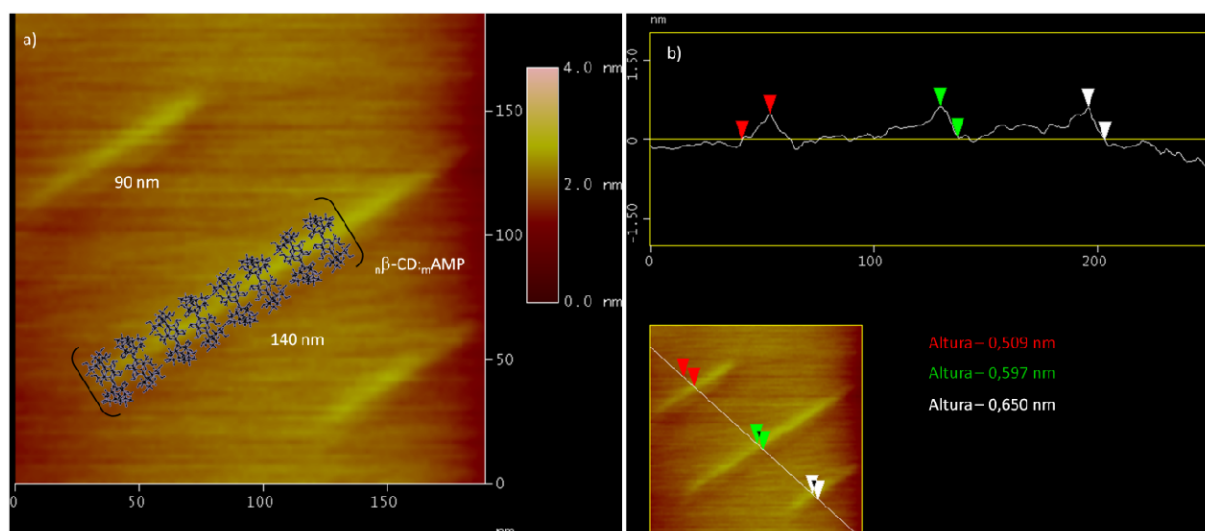 a)
90 nm
nβ-CD:mAMP
140 nm
4.0 nm
2.0 nm
0.0 nm
150
100
50
0
0
50
100
150
nm
nm
b)
1.50
0
-1.50
0
100
200
Altura– 0,509 nm
Altura– 0,597 nm
Altura– 0,650 nm